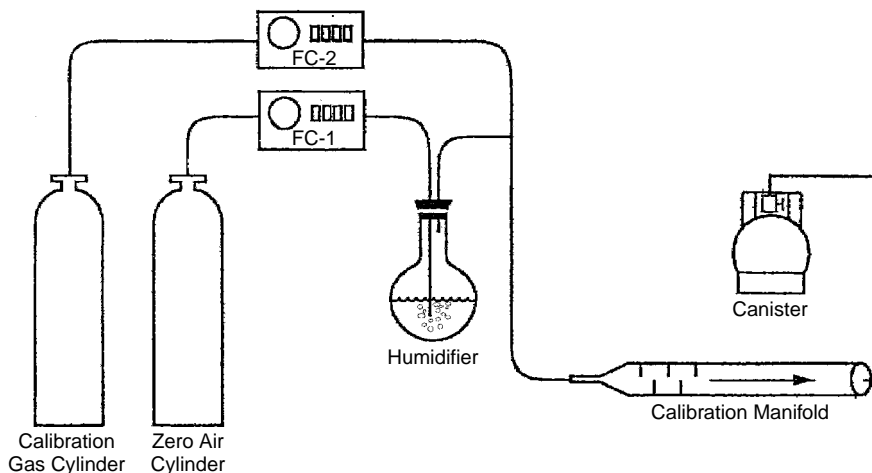 FC-2
FC-1
Canister
Humidifier
Calibration Manifold
Calibration
Gas Cylinder
Zero Air
Cylinder